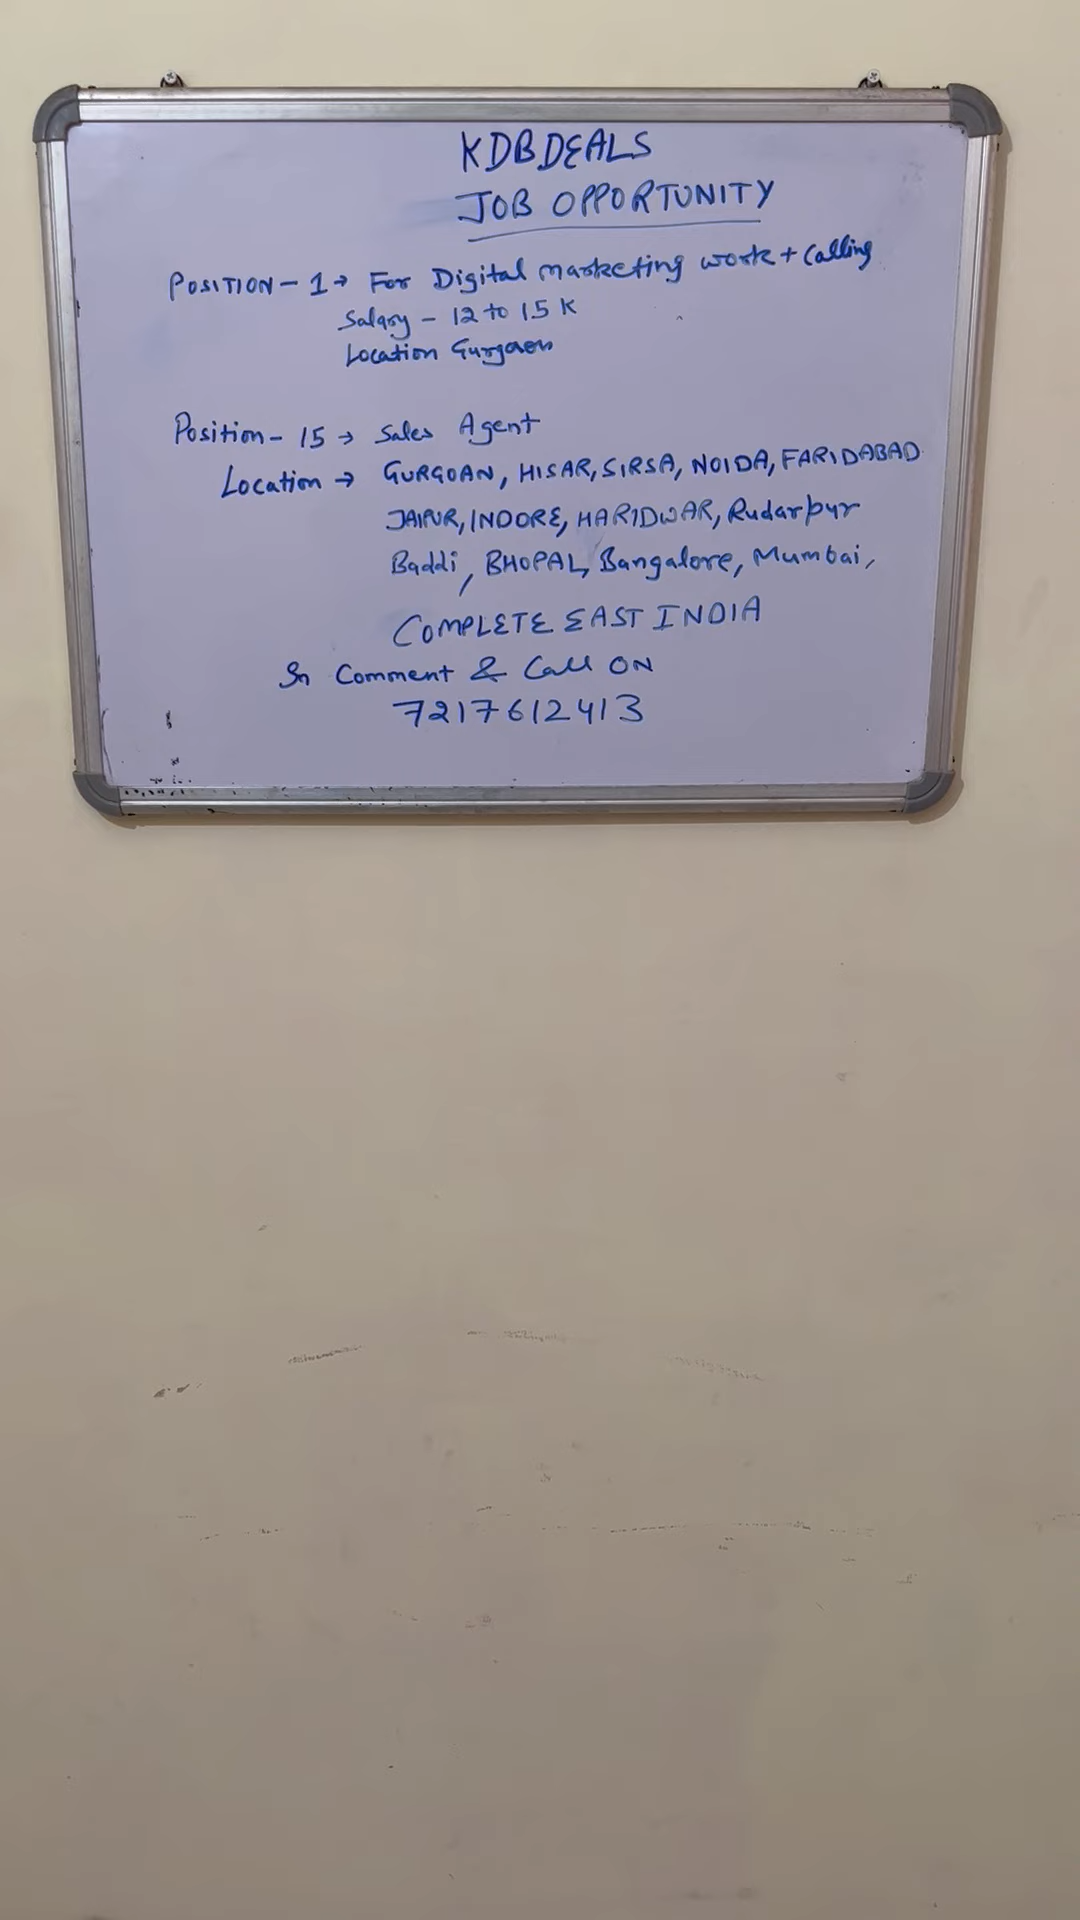 KDBDEALS
JOB OPPORTUNITY
POSITION - 1 → For Digital marketing work + Calling
Salary - 12 to 15 K
Location Gurgaon
Position - 15 → Sales Agent
Location → GURGOAN, HISAR, SIRSA, NOIDA, FARIDABAD
JAIPUR, INDORE, HARIDWAR, Rudarpur
Baddi, BHOPAL, Bangalore, Mumbai,
COMPLETE EAST INDIA
In Comment & Call ON
7217612413